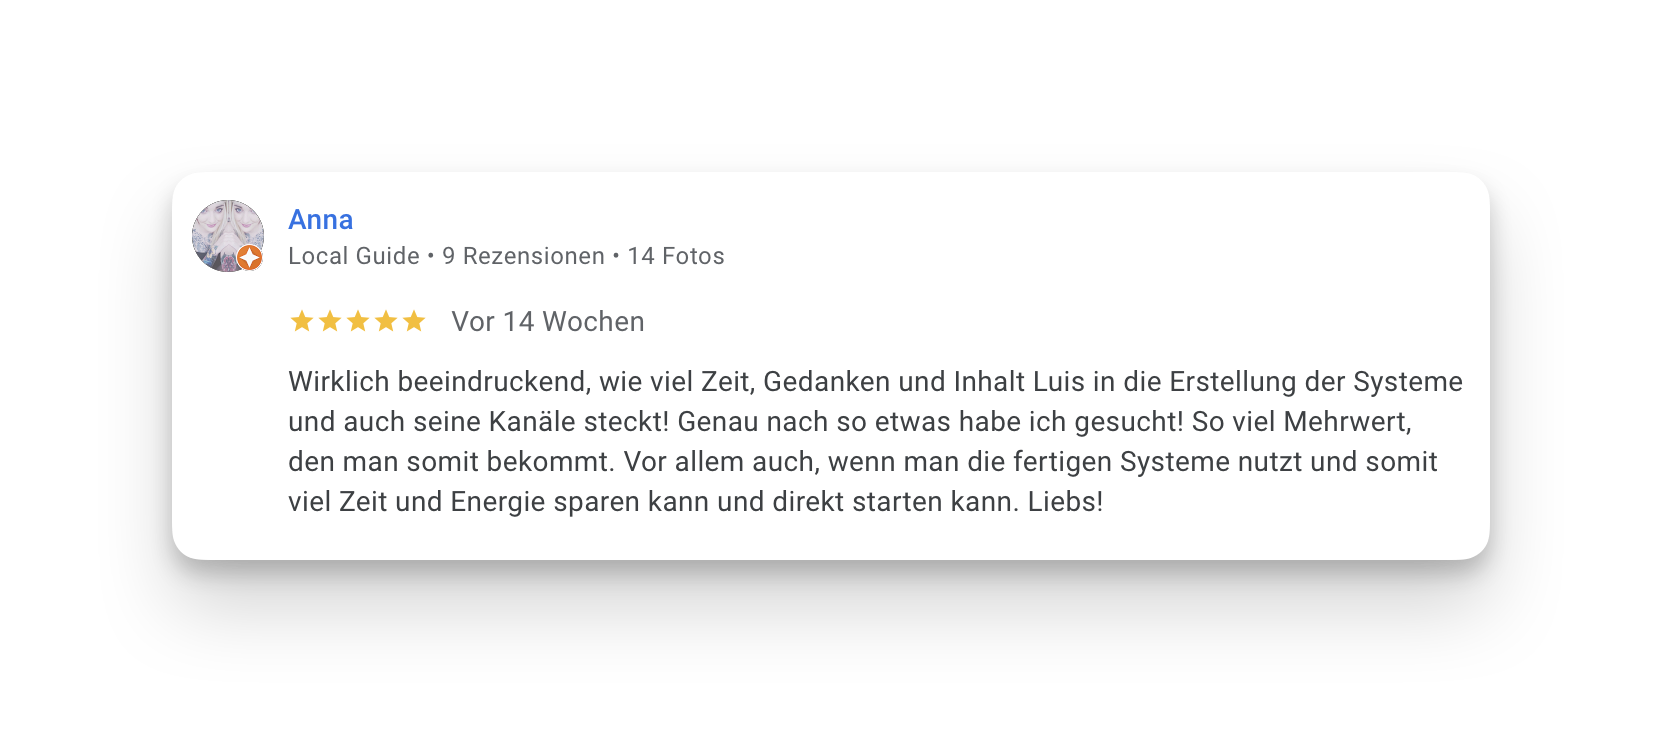 Anna
Local Guide • 9 Rezensionen • 14 Fotos
Vor 14 Wochen
Wirklich beeindruckend, wie viel Zeit, Gedanken und Inhalt Luis in die Erstellung der Systeme
und auch seine Kanäle steckt! Genau nach so etwas habe ich gesucht! So viel Mehrwert,
den man somit bekommt. Vor allem auch, wenn man die fertigen Systeme nutzt und somit
viel Zeit und Energie sparen kann und direkt starten kann. Liebs!